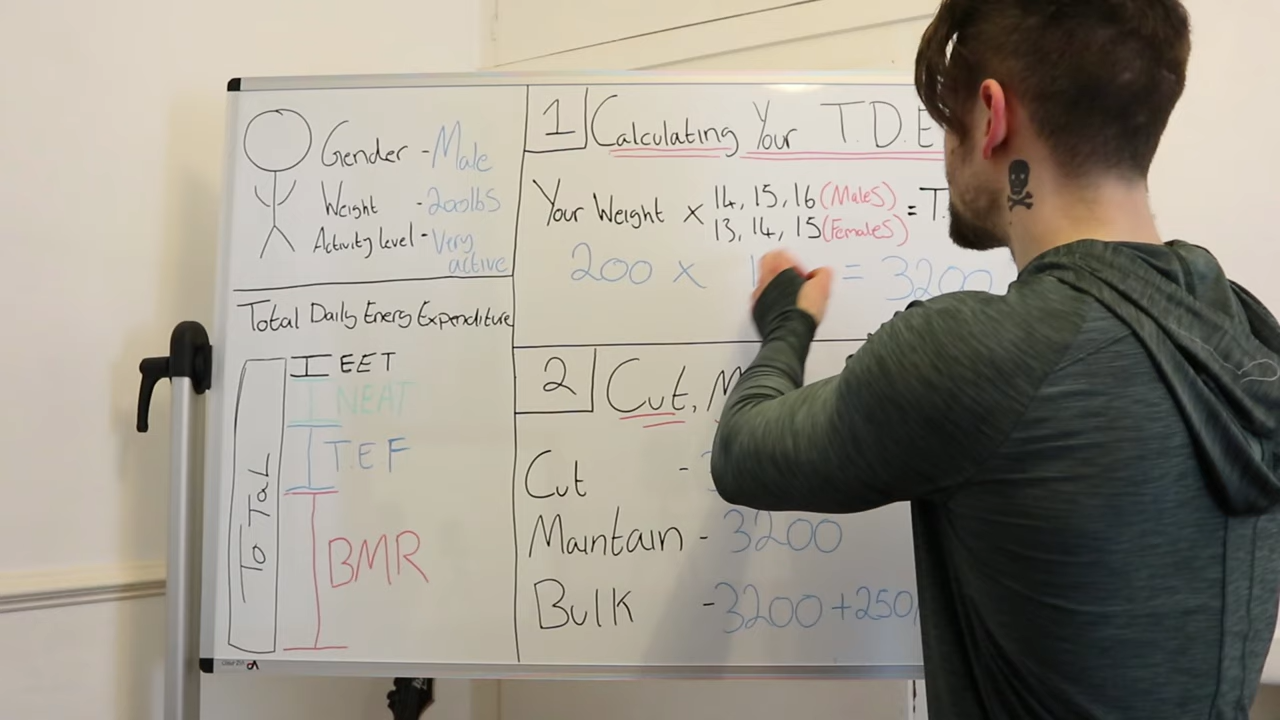 Gender - Male
Weight - 200lbs
Activity level - Very
active
Total Daily Energy Expenditure
ToTaL
EET
NEAT
T.E.F
BMR
1 Calculating Your T.D.E
Your Weight x 14, 15, 16 (Males) = T.
13, 14, 15 (Females)
200 x = 3200
2 Cut,
Cut -
Maintain - 3200
Bulk - 3200 + 250